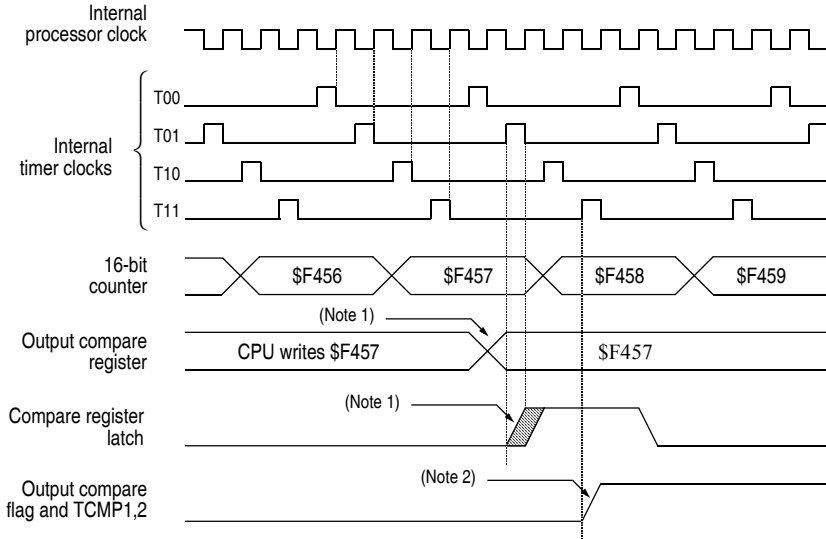 Internal
processor clock
T00
T01
Internal
timer clocks
T10
T11
16-bit
counter
$F456
$F457
$F458
$F459
(Note 1)
Output compare
register
CPU writes $F457
$F457
(Note 1)
Compare register
latch
(Note 2)
Output compare
flag and TCMP1,2